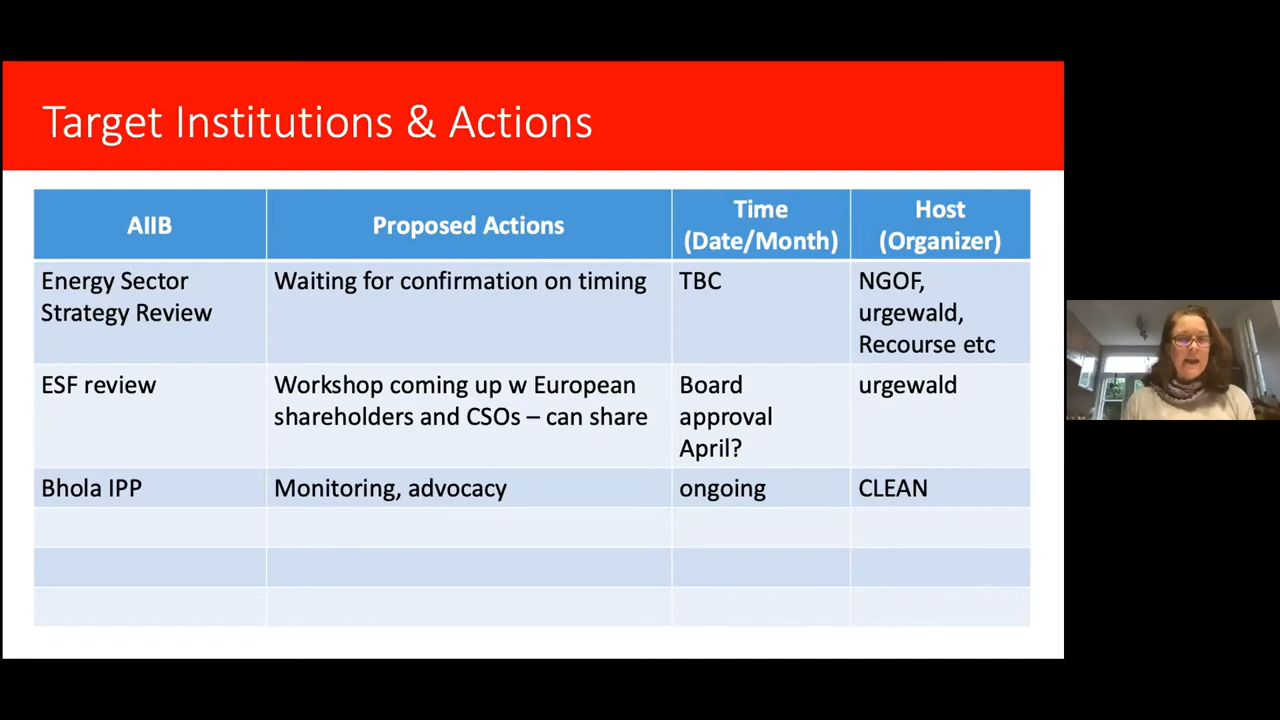 Target Institutions & Actions
AIIB
Proposed Actions
Time
(Date/Month)
Host
(Organizer)
Energy Sector
Strategy Review
Waiting for confirmation on timing
TBC
NGOF,
urgewald,
Recourse etc
ESF review
Workshop coming up w European
shareholders and CSOs – can share
Board
approval
April?
urgewald
Bhola IPP
Monitoring, advocacy
ongoing
CLEAN